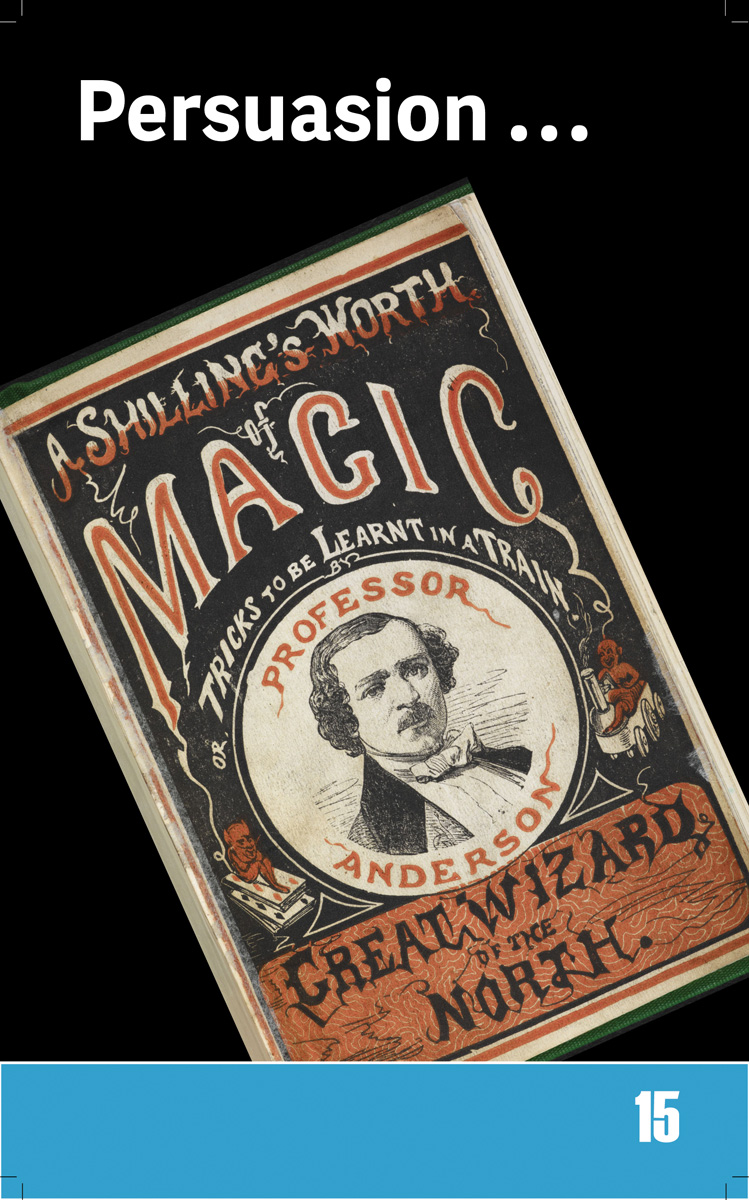 Persuasion ...
A SHILLING'S WORTH
OF
MAGIC
OR, TRICKS TO BE LEARNT IN A TRAIN.
BY
PROFESSOR
ANDERSON
GREAT WIZARD
OF THE
NORTH.
15